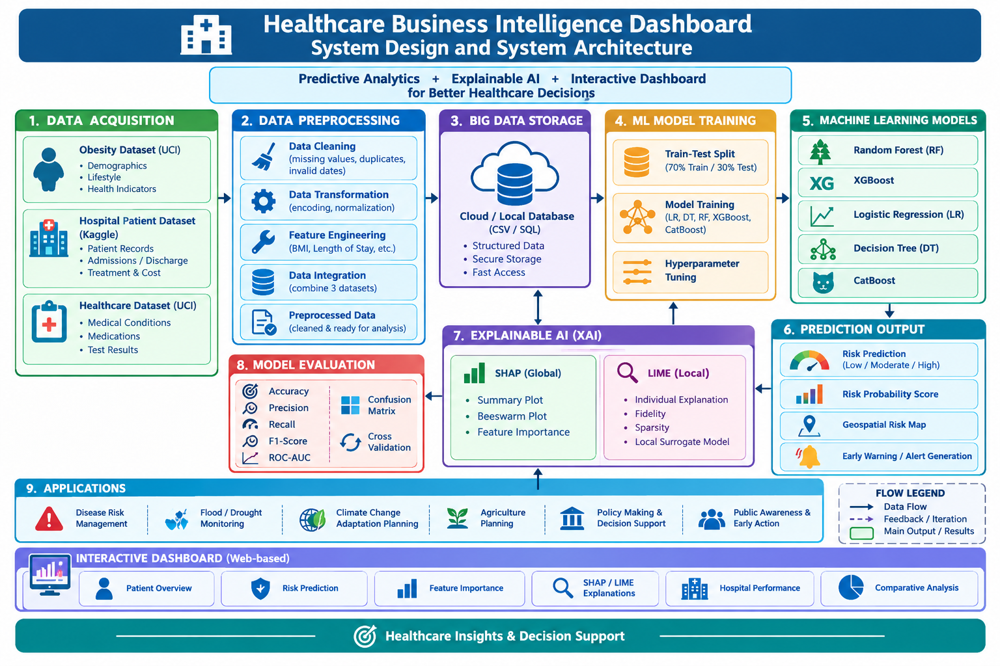 Healthcare Business Intelligence Dashboard
System Design and System Architecture
Predictive Analytics + Explainable AI + Interactive Dashboard
for Better Healthcare Decisions
1. DATA ACQUISITION
Obesity Dataset (UCI)
• Demographics
• Lifestyle
• Health Indicators
Hospital Patient Dataset
(Kaggle)
• Patient Records
• Admissions / Discharge
• Treatment & Cost
Healthcare Dataset (UCI)
• Medical Conditions
• Medications
• Test Results
2. DATA PREPROCESSING
Data Cleaning
(missing values, duplicates,
invalid dates)
Data Transformation
(encoding, normalization)
Feature Engineering
(BMI, Length of Stay, etc.)
Data Integration
(combine 3 datasets)
Preprocessed Data
(cleaned & ready for analysis)
3. BIG DATA STORAGE
Cloud / Local Database
(CSV / SQL)
• Structured Data
• Secure Storage
• Fast Access
4. ML MODEL TRAINING
Train-Test Split
(70% Train / 30% Test)
Model Training
(LR, DT, RF, XGBoost,
CatBoost)
Hyperparameter
Tuning
5. MACHINE LEARNING MODELS
Random Forest (RF)
XG
XGBoost
Logistic Regression (LR)
Decision Tree (DT)
CatBoost
6. PREDICTION OUTPUT
Risk Prediction
(Low / Moderate / High)
Risk Probability Score
Geospatial Risk Map
Early Warning / Alert Generation
7. EXPLAINABLE AI (XAI)
SHAP (Global)
• Summary Plot
• Beeswarm Plot
• Feature Importance
LIME (Local)
• Individual Explanation
• Fidelity
• Sparsity
• Local Surrogate Model
8. MODEL EVALUATION
Accuracy
Precision
Recall
F1-Score
ROC-AUC
Confusion
Matrix
Cross
Validation
9. APPLICATIONS
Disease Risk
Management
Flood / Drought
Monitoring
Climate Change
Adaptation Planning
Agriculture
Planning
Policy Making &
Decision Support
Public Awareness &
Early Action
FLOW LEGEND
Data Flow
Feedback / Iteration
Main Output / Results
INTERACTIVE DASHBOARD (Web-based)
Patient Overview
Risk Prediction
Feature Importance
SHAP / LIME
Explanations
Hospital Performance
Comparative Analysis
Healthcare Insights & Decision Support